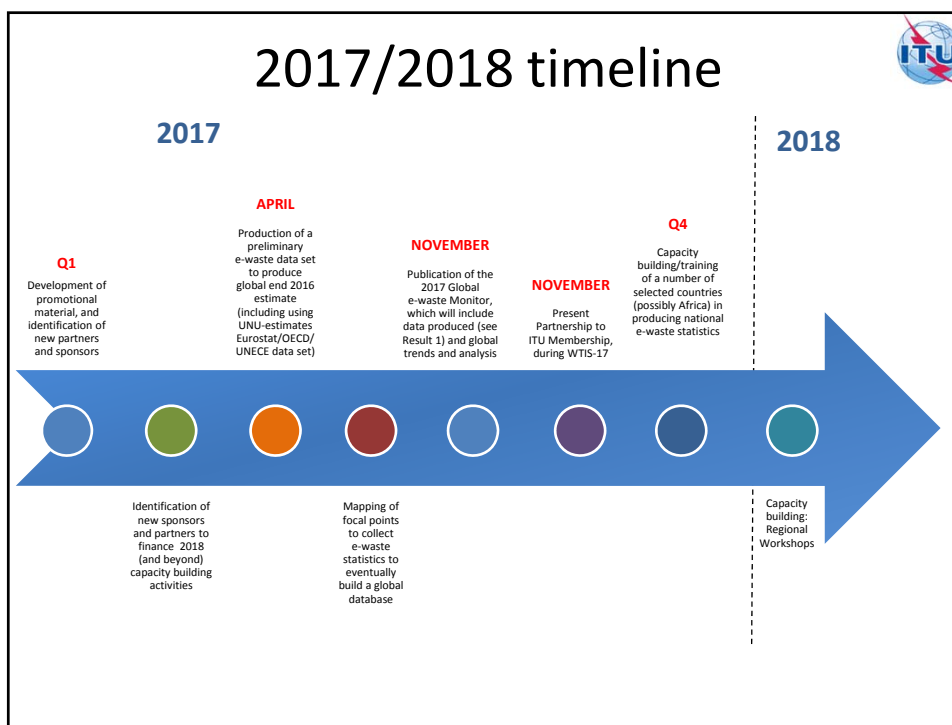 2017/2018 timeline
ITU
2017
2018
Q1
Development of
promotional
material, and
identification of
new partners
and sponsors
APRIL
Production of a
preliminary
e-waste data set
to produce
global end 2016
estimate
(including using
UNU-estimates
Eurostat/OECD/
UNECE data set)
NOVEMBER
Publication of the
2017 Global
e-waste Monitor,
which will include
data produced (see
Result 1) and global
trends and analysis
NOVEMBER
Present
Partnership to
ITU Membership,
during WTIS-17
Q4
Capacity
building/training
of a number of
selected countries
(possibly Africa) in
producing national
e-waste statistics
Identification of
new sponsors
and partners to
finance 2018
(and beyond)
capacity building
activities
Mapping of
focal points
to collect
e-waste
statistics to
eventually
build a global
database
Capacity
building:
Regional
Workshops